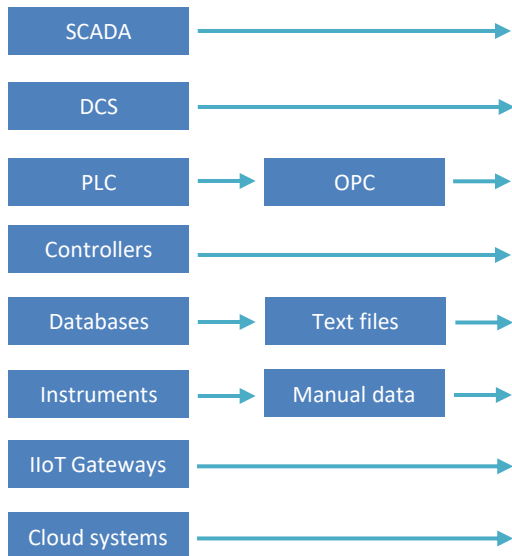 SCADA
DCS
PLC
OPC
Controllers
Databases
Text files
Instruments
Manual data
IIoT Gateways
Cloud systems